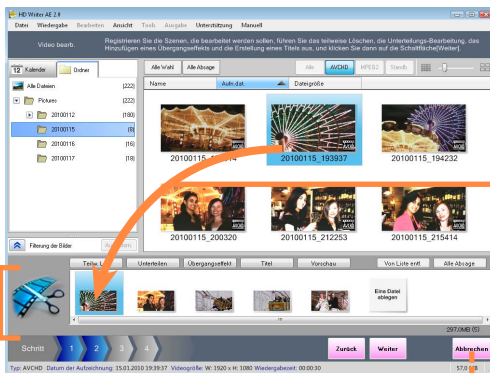 HD Writer AE 2.0
Datei Wiedergabe Bearbeiten Ansicht Tools Ausgabe Unterstützung Manuell
Video bearb.
Registrieren Sie die Szenen, die bearbeitet werden sollen, führen Sie das teilweise Löschen, die Unterteilungs-Bearbeitung, das
Hinzufügen eines Übergangseffekts und die Erstellung eines Titels aus, und klicken Sie dann auf die Schaltfläche[Weiter].
12 Kalender Ordner
Alle Wahl Alle Absage Alle AVCHD MPEG2 Standb.
Name Aufn.dat. Dateigröße
Alle Dateien [222]
Pictures [222]
20100112 [180]
20100115 [8]
20100116 [16]
20100117 [18]
20100115_193937 20100115_194232
20100115_200320 20100115_212253 20100115_215414
Filterung der Bilder
Unterteilen Übergangseffekt Titel Vorschau Von Liste entf. Alle Absage
Eine Datei
ablegen
297,0MB (5)
Schritt 1 2 3 4 Zurück Weiter Abbrechen
Typ: AVCHD Datum der Aufzeichnung: 15.01.2010 19:39:37 Videogröße: W: 1920 x H: 1080 Wiedergabezeit: 00:00:30